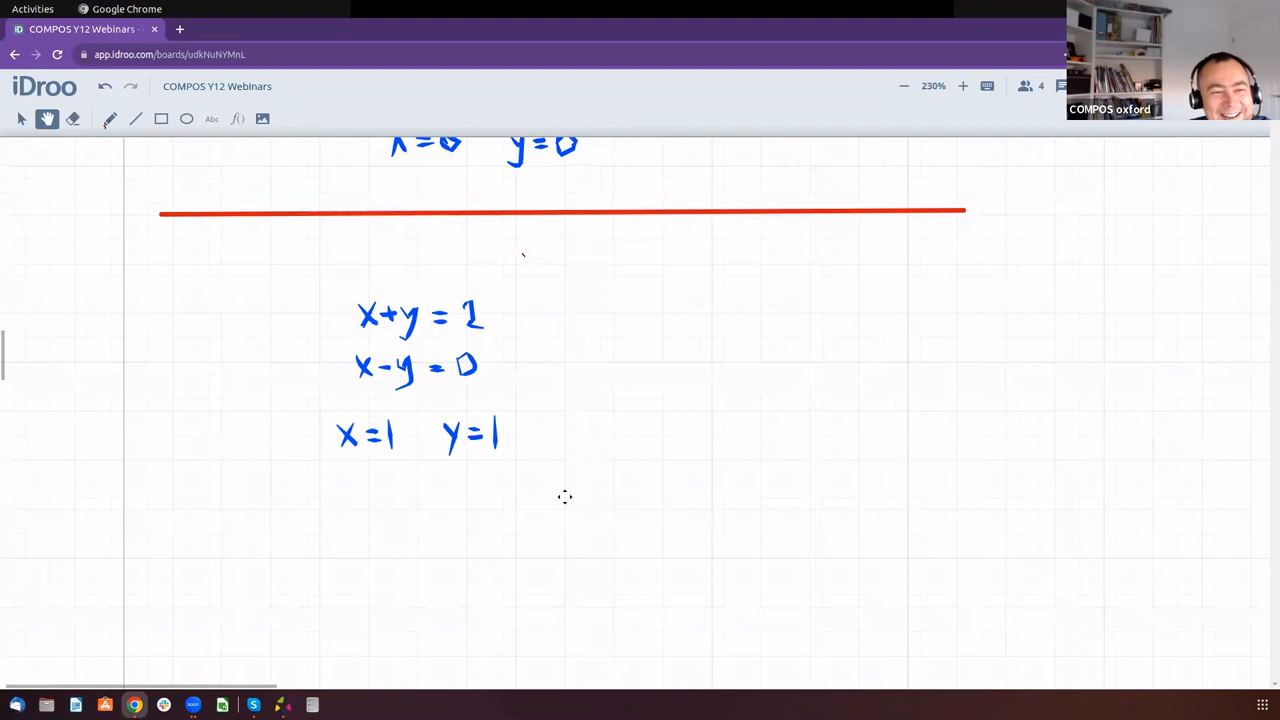 Activities Google Chrome
COMPOS Y12 Webinars -
app.idroo.com/boards/udkNuNYMnL
iDroo COMPOS Y12 Webinars 230% 4
Abc f()
COMPOS oxford
x=0 y=0
x+y=2
x-y=0
x=1 y=1